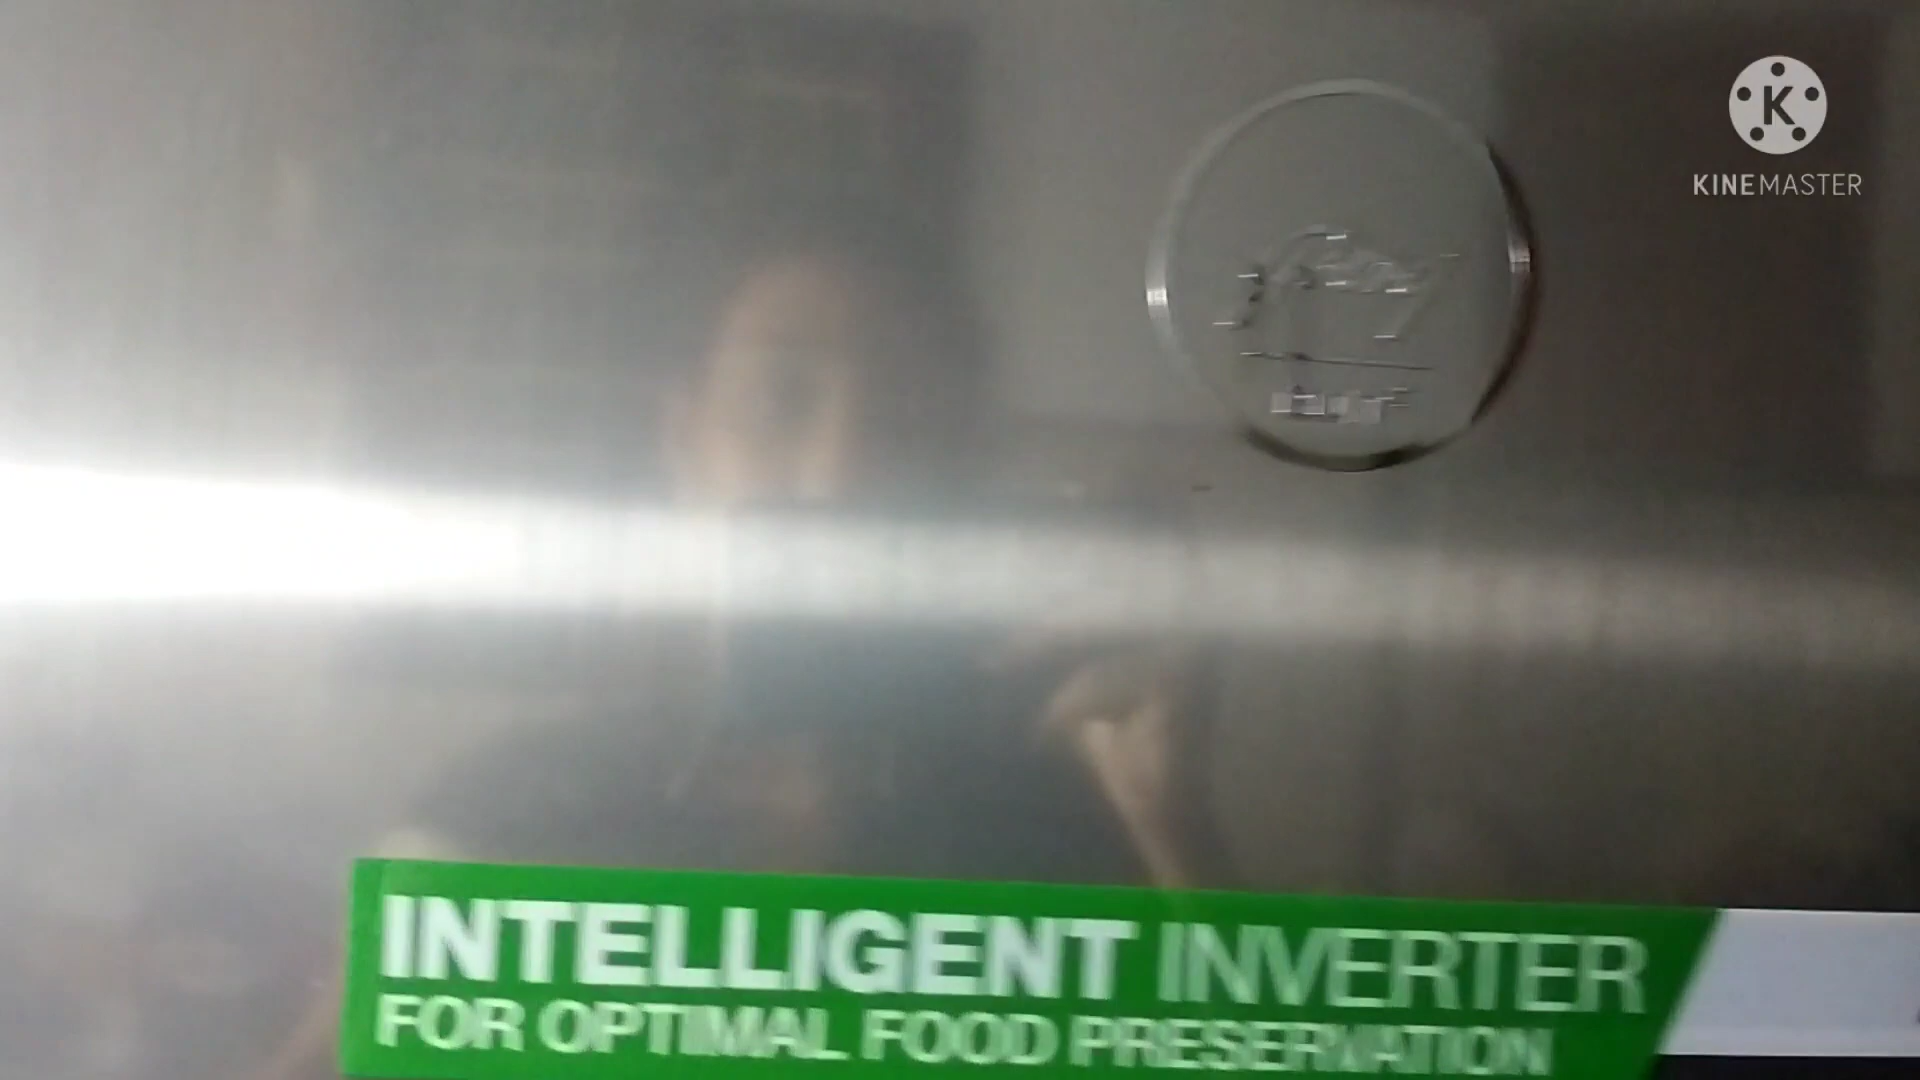 K
KINEMASTER
INTELLIGENT INVERTER
FOR OPTIMAL FOOD PRESERVATION